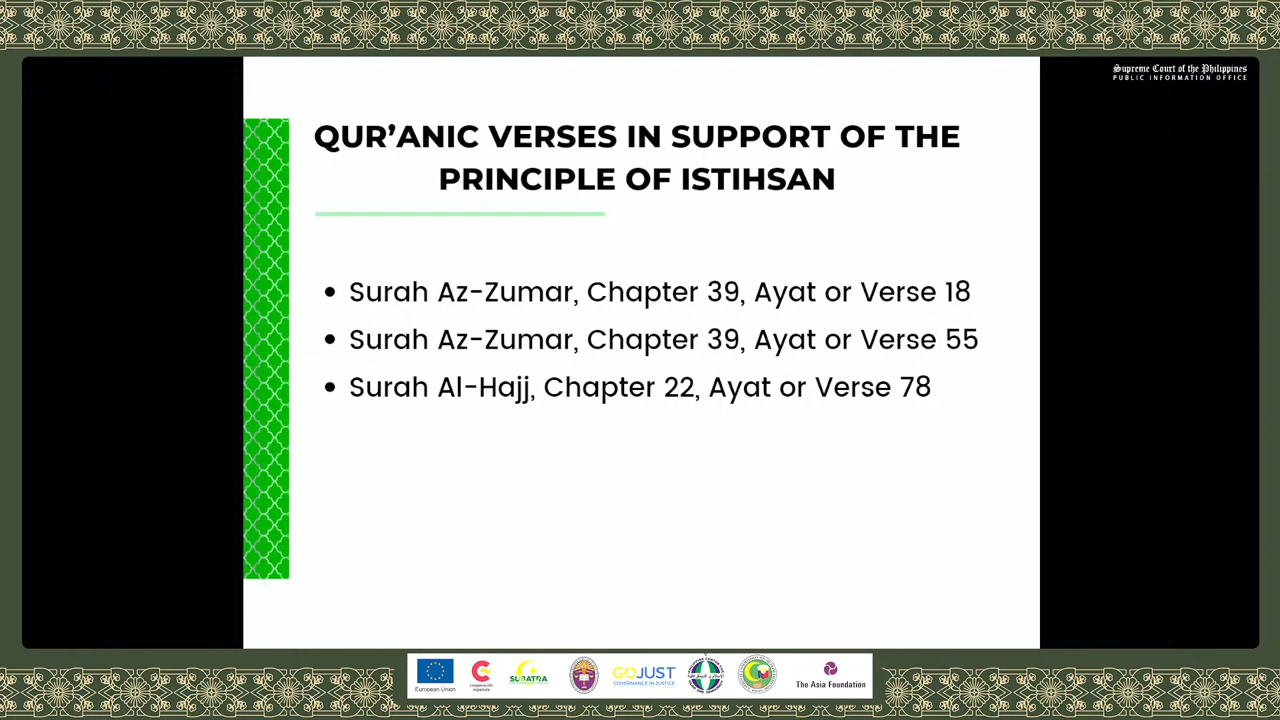 Supreme Court of the Philippines
PUBLIC INFORMATION OFFICE
QUR’ANIC VERSES IN SUPPORT OF THE
PRINCIPLE OF ISTIHSAN
• Surah Az-Zumar, Chapter 39, Ayat or Verse 18
• Surah Az-Zumar, Chapter 39, Ayat or Verse 55
• Surah Al-Hajj, Chapter 22, Ayat or Verse 78
European Union
cooperación
española
SUBATRA
GOJUST
GOVERNANCE IN JUSTICE
The Asia Foundation